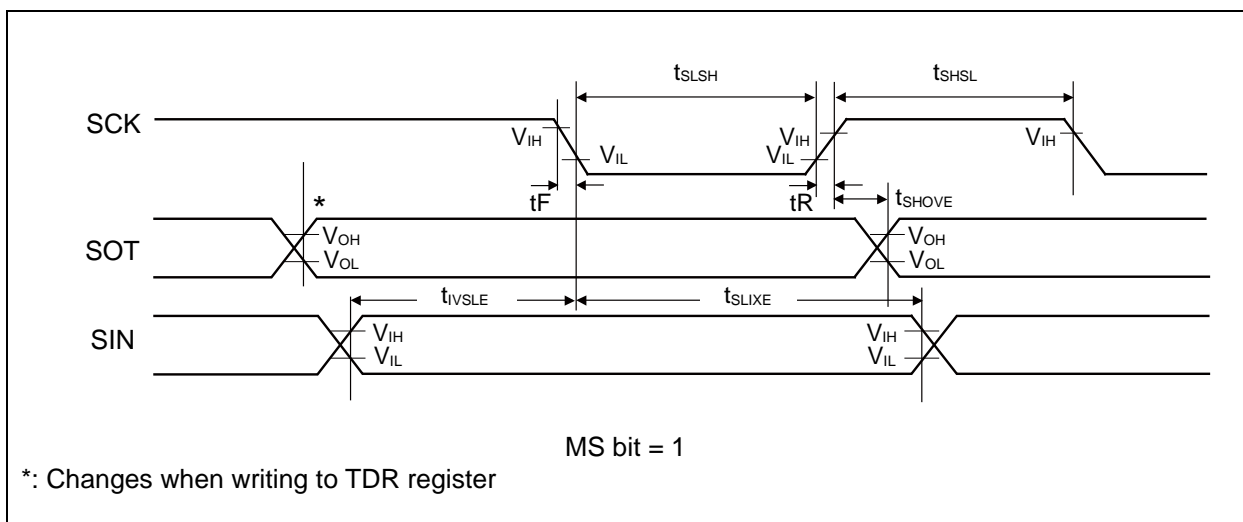 tSLSH
tSHSL
SCK
VIH
VIL
VIH
VIL
VIH
tF
tR
tSHOVE
*
SOT
VOH
VOL
VOH
VOL
tIVSLE
tSLIXE
SIN
VIH
VIL
VIH
VIL
MS bit = 1
*: Changes when writing to TDR register